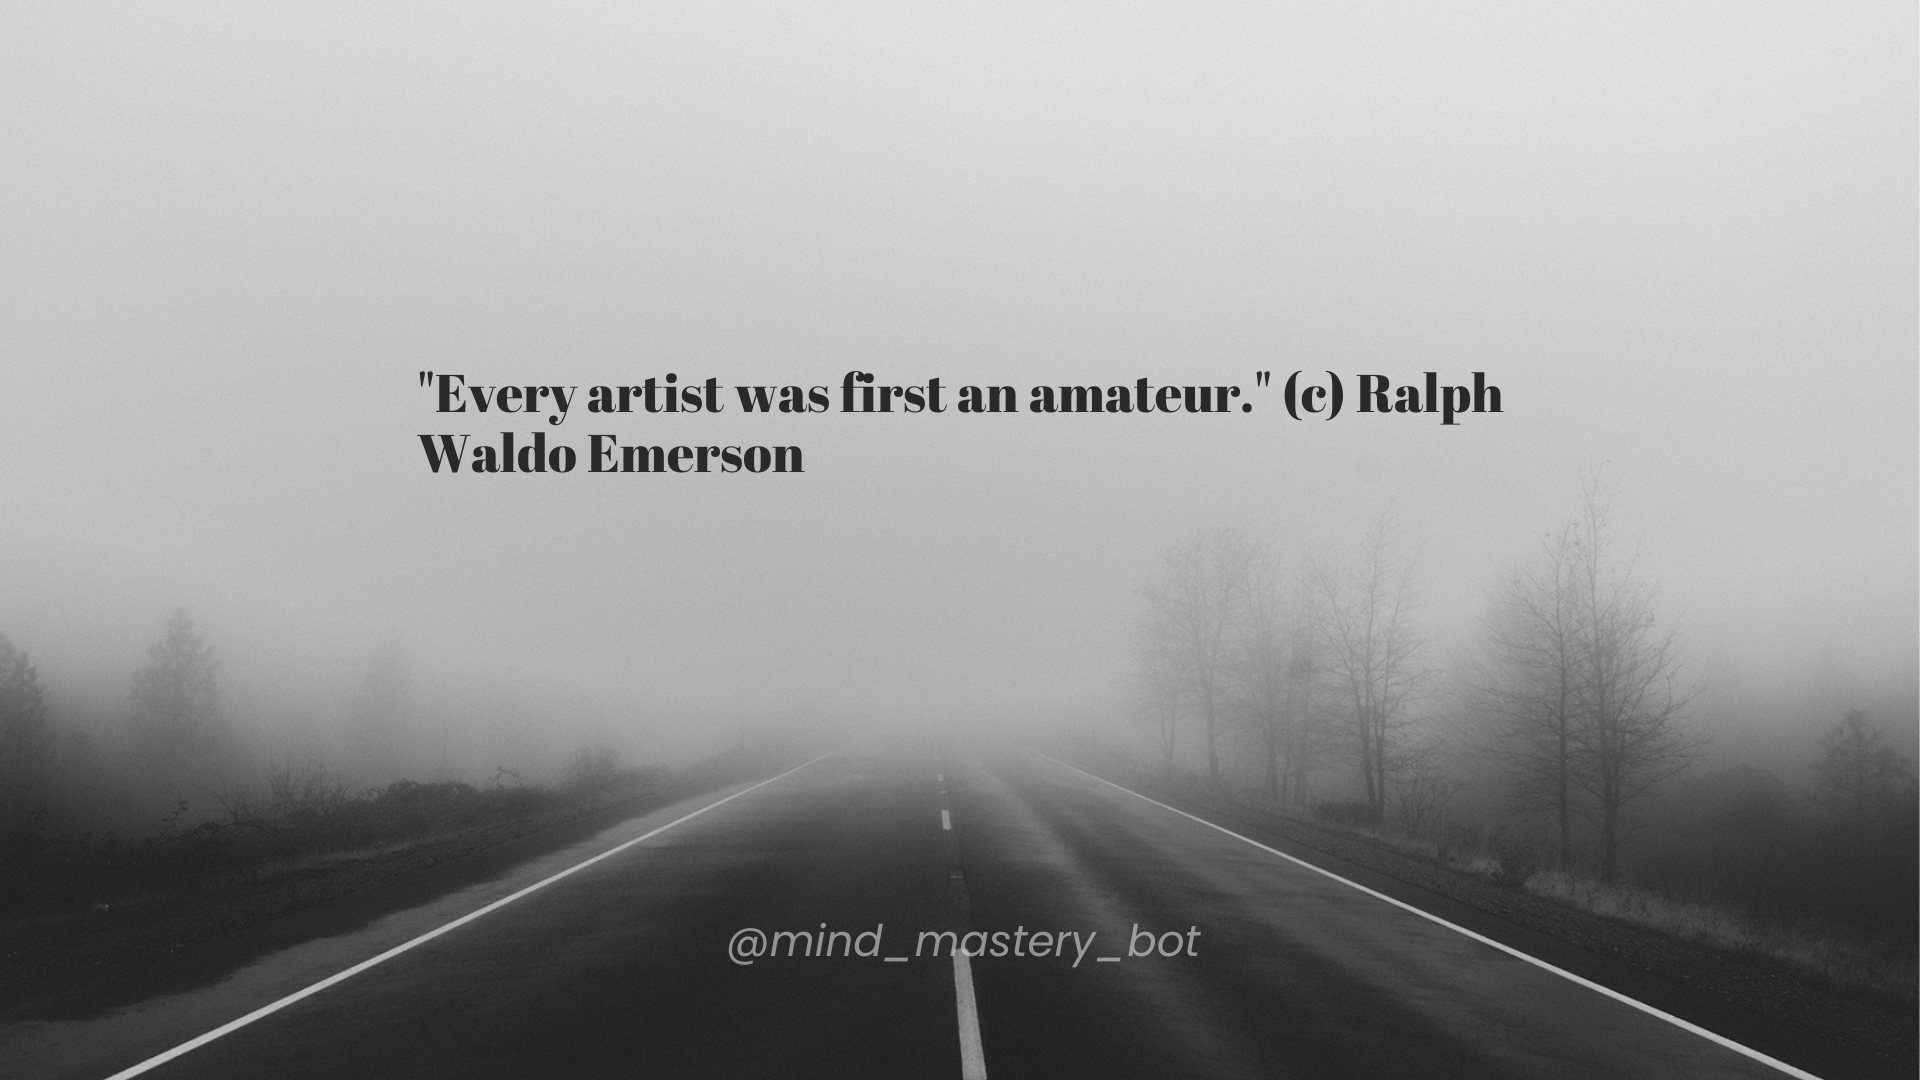 "Every artist was first an amateur." (c) Ralph
Waldo Emerson
@mind_mastery_bot